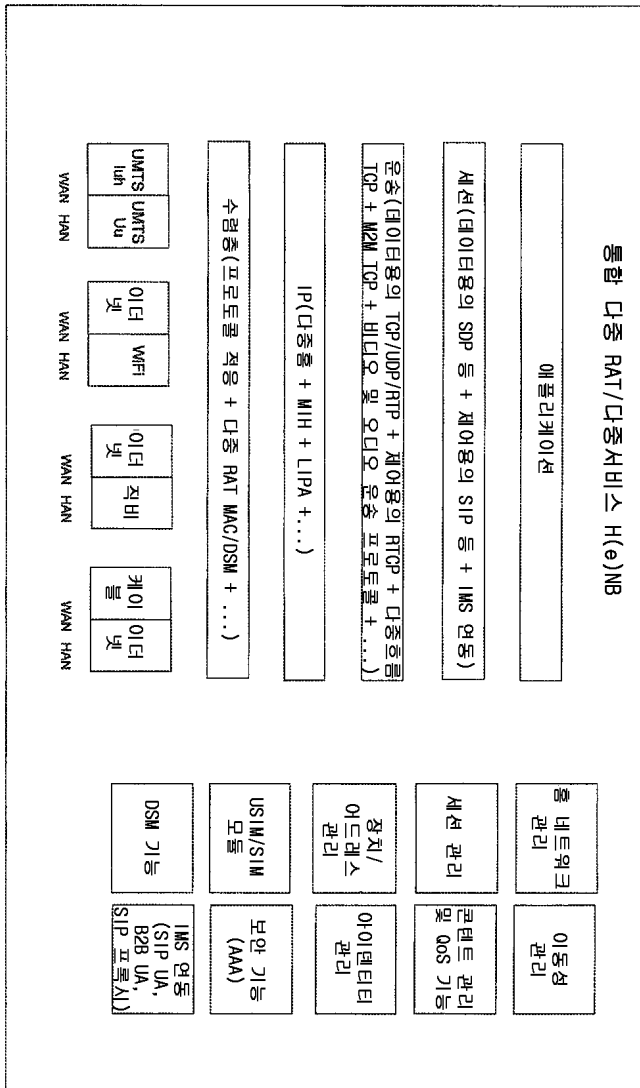 통합 다중 RAT/다중서비스 H(e)NB
애플리케이션
세션(데이터용의 SDP 등 + 제어용의 SIP 등 + IMS 연동)
운송(데이터용의 TCP/UDP/RTP + 제어용의 RTCP + 다중흐름
TCP + M2M TCP + 비디오 및 오디오 운송 프로토콜 + ...)
IP(다중홈 + MIH + LIPA +...)
수렴층(프로토콜 적응 + 다중 RAT MAC/DSM + ...)
UMTS
Iuh
UMTS
Uu
이더
넷
WiFi
이더
넷
직비
케이
블
이더
넷
WAN HAN
WAN HAN
WAN HAN
WAN HAN
홈 네트워크
관리
이동성
관리
세션 관리
콘텐트 관리
및 QoS 기능
장치/
어드레스
관리
아이덴티티
관리
USIM/SIM
모듈
보안 기능
(AAA)
DSM 기능
IMS 연동
(SIP UA,
B2B UA,
SIP 프록시)